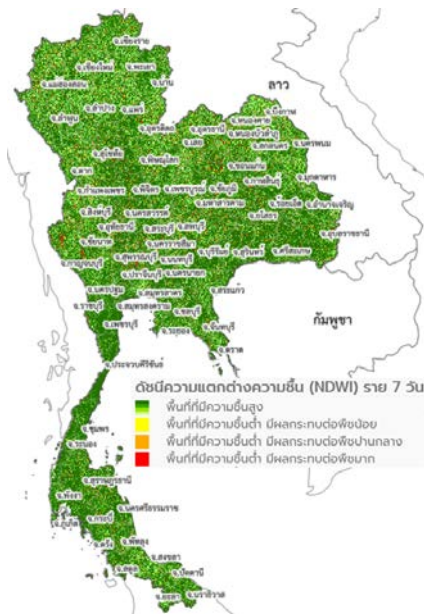 จ.เชียงราย
จ.เชียงใหม่ จ.พะเยา
จ.แม่ฮ่องสอน จ.น่าน
ลาว
จ.ลำปาง จ.แพร่
จ.ลำพูน
จ.บึงกาฬ
จ.หนองคาย
จ.อุตรดิตถ์ จ.อุดรธานี
จ.หนองบัวลำภู
จ.เลย จ.สกลนคร จ.นครพนม
จ.สุโขทัย จ.พิษณุโลก
จ.ขอนแก่น
จ.ตาก จ.กาฬสินธุ์ จ.มุกดาหาร
จ.กำแพงเพชร จ.พิจิตร จ.เพชรบูรณ์ จ.ชัยภูมิ
จ.มหาสารคาม จ.ร้อยเอ็ด จ.อำนาจเจริญ
จ.สิงห์บุรี จ.นครสวรรค์ จ.ยโสธร
จ.อุทัยธานี จ.สระบุรี จ.ลพบุรี
จ.อุบลราชธานี
จ.ชัยนาท จ.นครราชสีมา จ.บุรีรัมย์ จ.สุรินทร์ จ.ศรีสะเกษ
จ.สุพรรณบุรี จ.นนทบุรี
จ.กาญจนบุรี
จ.ปราจีนบุรี จ.นครนายก
จ.นครปฐม จ.สมุทรสาคร จ.สระแก้ว
จ.ราชบุรี จ.สมุทรสงคราม
จ.ชลบุรี
กัมพูชา
จ.เพชรบุรี จ.ระยอง จ.จันทบุรี
จ.ตราด
จ.ประจวบคีรีขันธ์
ดัชนีความแตกต่างความชื้น (NDWI) ราย 7 วัน
พื้นที่ที่มีความชื้นสูง
พื้นที่ที่มีความชื้นต่ำ มีผลกระทบต่อพืชน้อย
พื้นที่ที่มีความชื้นต่ำ มีผลกระทบต่อพืชปานกลาง
พื้นที่ที่มีความชื้นต่ำ มีผลกระทบต่อพืชมาก
จ.ชุมพร
จ.ระนอง
จ.สุราษฎร์ธานี
จ.พังงา
จ.นครศรีธรรมราช
จ.ภูเก็ต จ.กระบี่
จ.ตรัง จ.พัทลุง
จ.สงขลา
จ.สตูล จ.ปัตตานี
จ.ยะลา จ.นราธิวาส